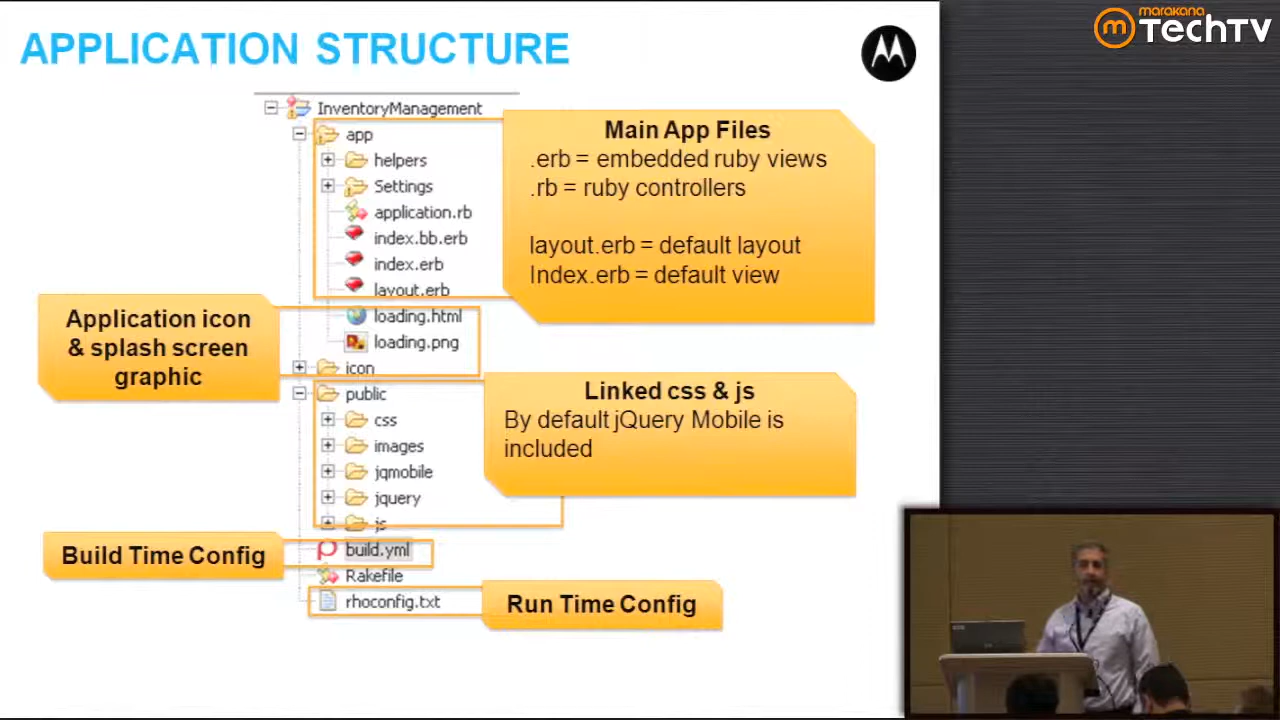 APPLICATION STRUCTURE
marakana
TechTV
InventoryManagement
app
helpers
Settings
application.rb
index.bb.erb
index.erb
layout.erb
loading.html
loading.png
icon
public
css
images
jqmobile
jquery
js
build.yml
Rakefile
rhoconfig.txt
Main App Files
.erb = embedded ruby views
.rb = ruby controllers
layout.erb = default layout
Index.erb = default view
Application icon
& splash screen
graphic
Linked css & js
By default jQuery Mobile is
included
Build Time Config
Run Time Config